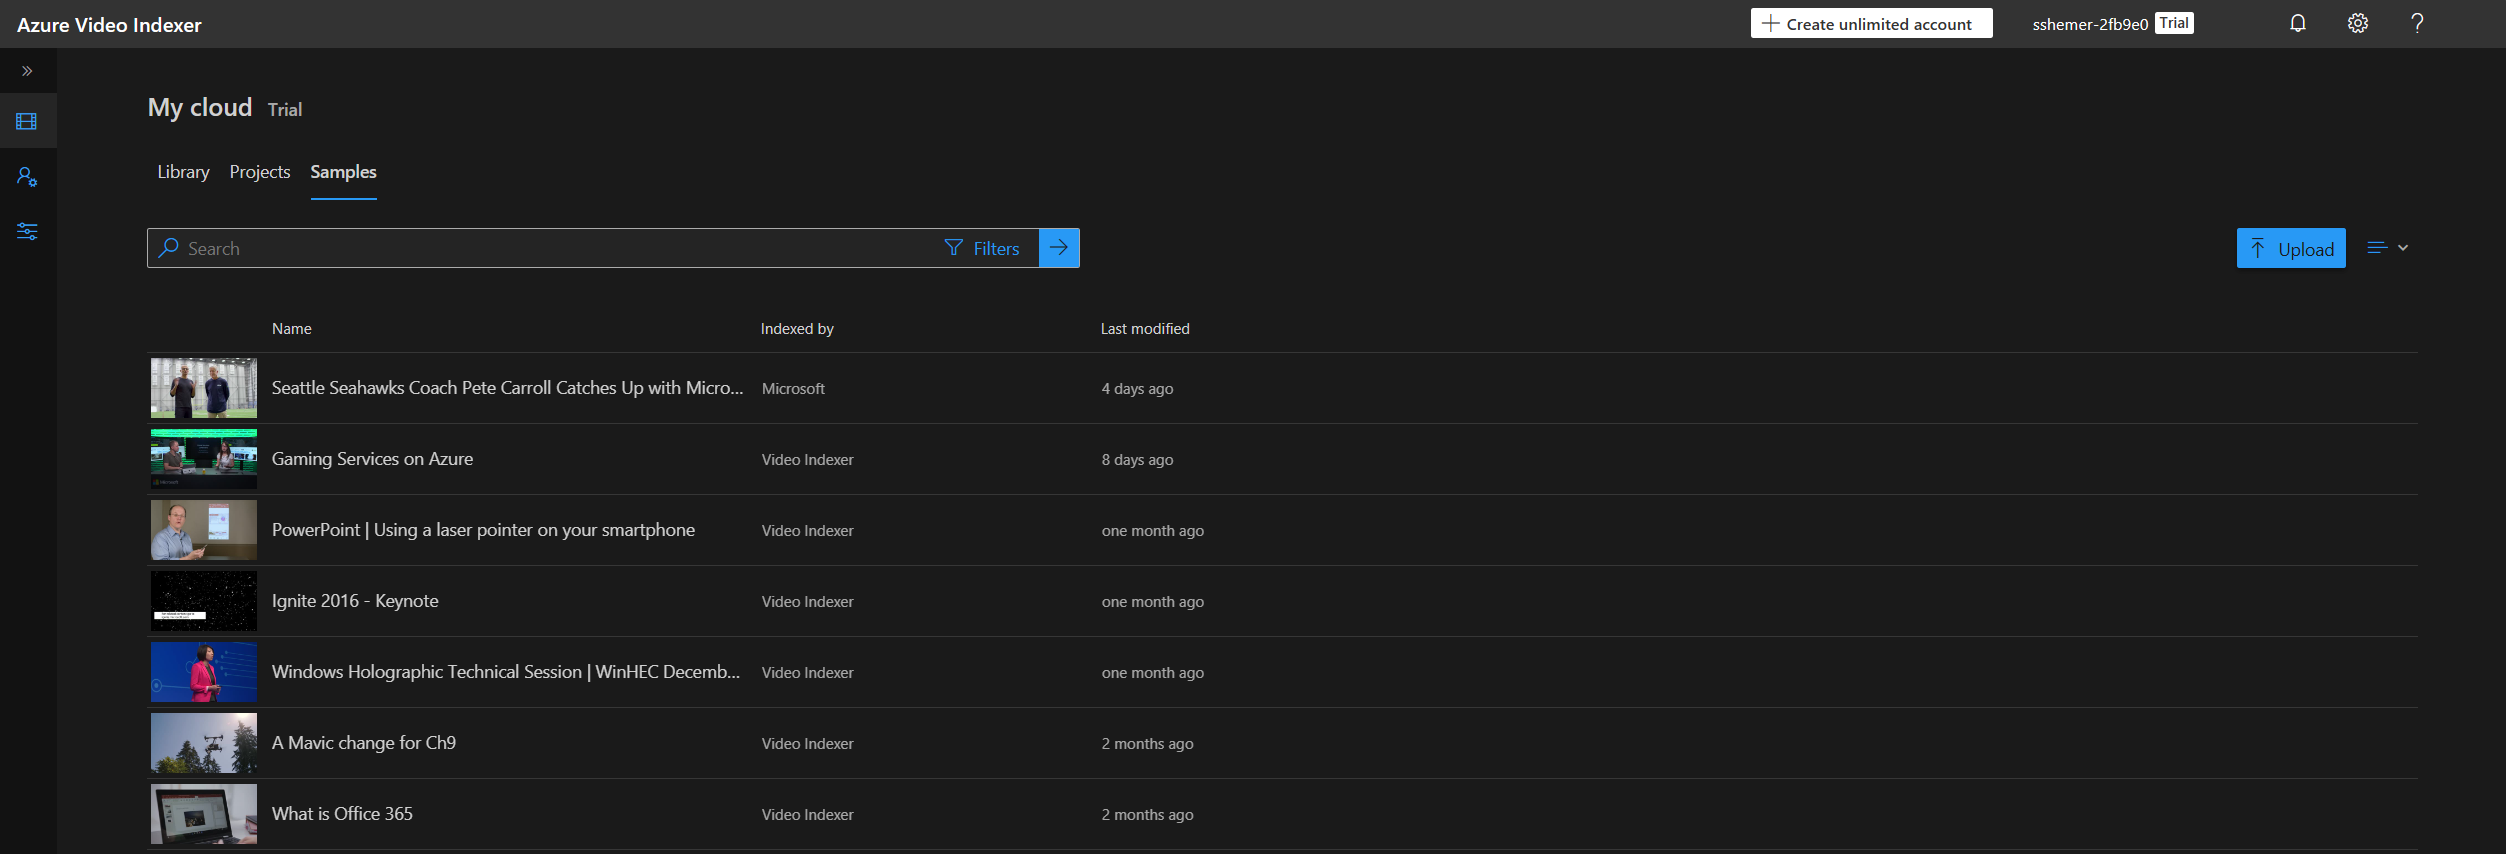 Azure Video Indexer
Create unlimited account
sshemer-2fb9e0 Trial
My cloud Trial
Library Projects Samples
Search Filters
Upload
Name Indexed by Last modified
Seattle Seahawks Coach Pete Carroll Catches Up with Micro... Microsoft 4 days ago
Gaming Services on Azure Video Indexer 8 days ago
PowerPoint | Using a laser pointer on your smartphone Video Indexer one month ago
Ignite 2016 - Keynote Video Indexer one month ago
Windows Holographic Technical Session | WinHEC Decemb... Video Indexer one month ago
A Mavic change for Ch9 Video Indexer 2 months ago
What is Office 365 Video Indexer 2 months ago